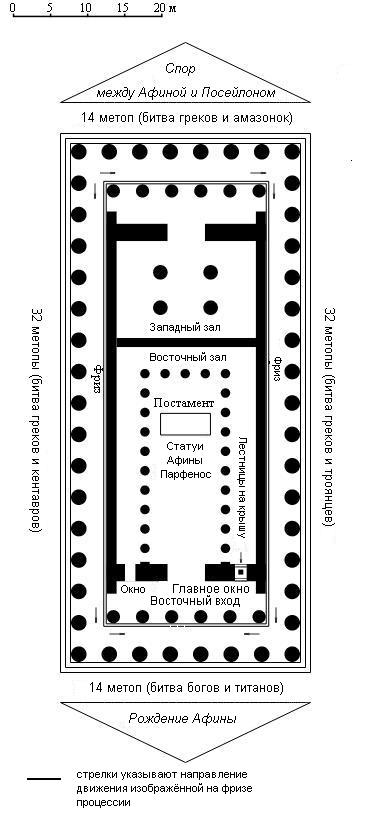 0 5 10 15 20 м
Спор
между Афиной и Посейлоном
14 метоп (битва греков и амазонок)
32 метопы (битва греков и кентавров)
32 метопы (битва греков и троянцев)
Западный зал
Восточный зал
Фриз
Фриз
Постамент
Статуи
Афины
Парфенос
Лестницы на крышу
Окно
Главное окно
Восточный вход
14 метоп (битва богов и титанов)
Рождение Афины
стрелки указывают направление
движения изображённой на фризе
процессии